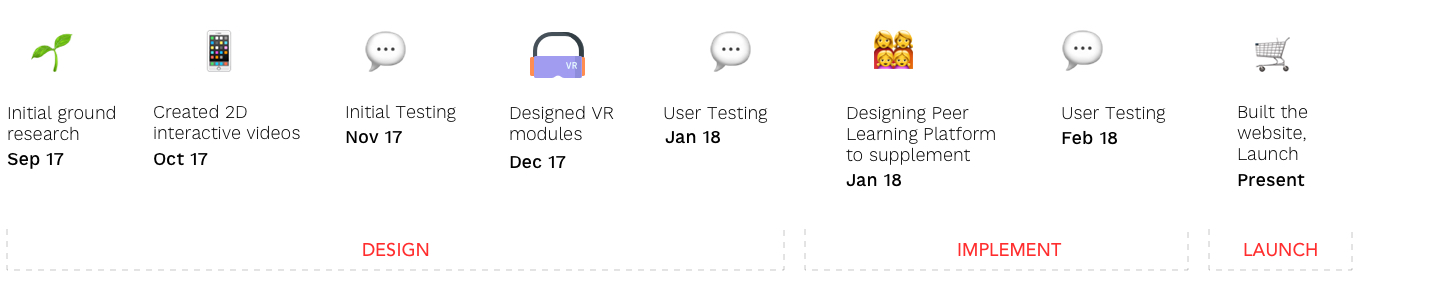 Initial ground
research
Sep 17
Created 2D
interactive videos
Oct 17
Initial Testing
Nov 17
VR
Designed VR
modules
Dec 17
User Testing
Jan 18
Designing Peer
Learning Platform
to supplement
Jan 18
User Testing
Feb 18
Built the
website,
Launch
Present
DESIGN
IMPLEMENT
LAUNCH